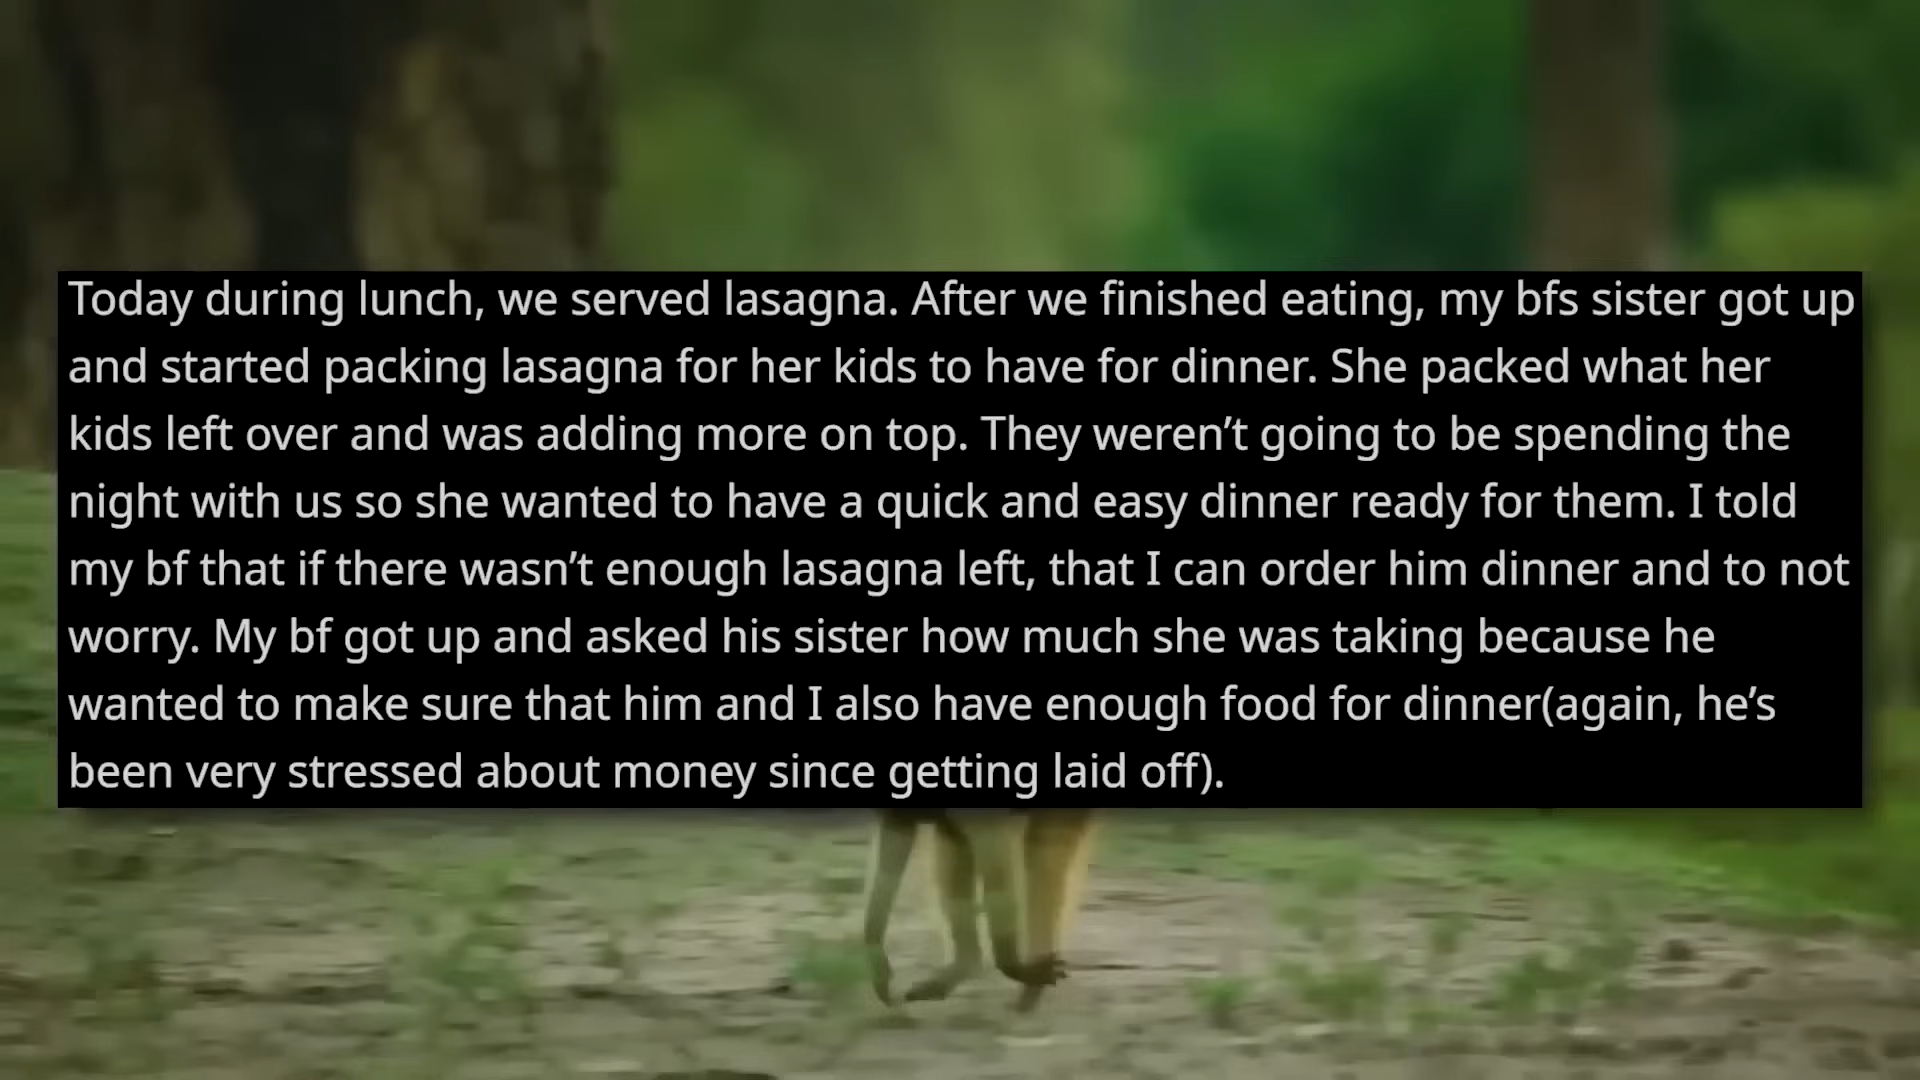 Today during lunch, we served lasagna. After we finished eating, my bfs sister got up
and started packing lasagna for her kids to have for dinner. She packed what her
kids left over and was adding more on top. They weren’t going to be spending the
night with us so she wanted to have a quick and easy dinner ready for them. I told
my bf that if there wasn’t enough lasagna left, that I can order him dinner and to not
worry. My bf got up and asked his sister how much she was taking because he
wanted to make sure that him and I also have enough food for dinner(again, he’s
been very stressed about money since getting laid off).